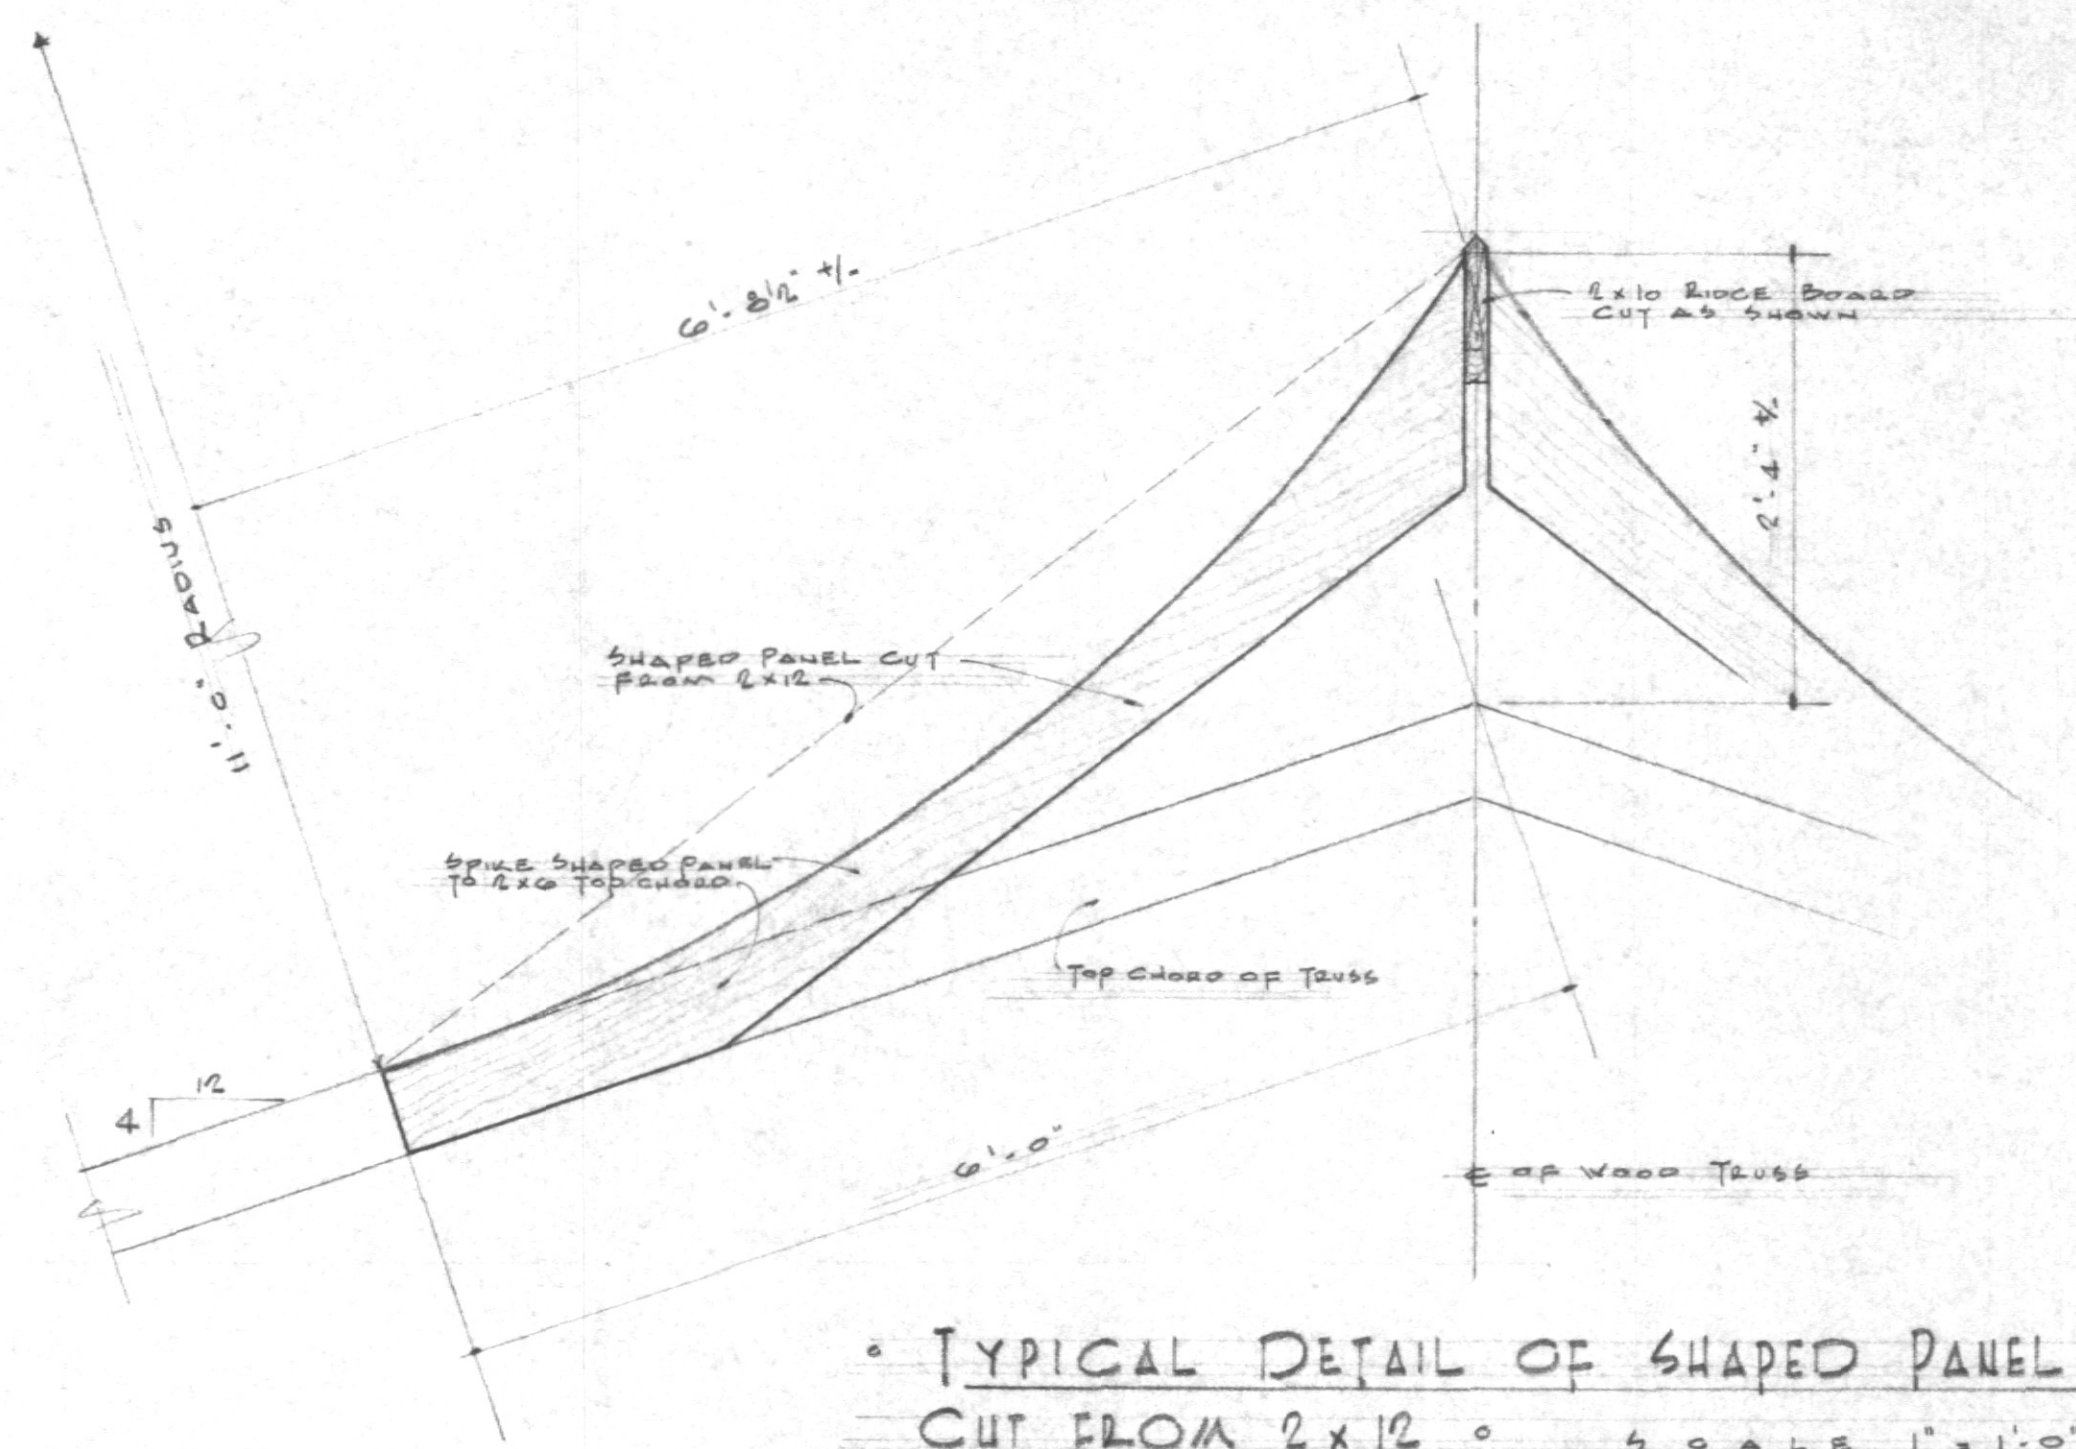 6'- 8 1/2" +/-
2x10 RIDGE BOARD
CUT AS SHOWN
2'- 4" +/-
11'- 0" RADIUS
SHAPED PANEL CUT
FROM 2x12
SPIKE SHAPED PANEL
TO 2x6 TOP CHORD
TOP CHORD OF TRUSS
12
4
6'- 0"
℄ OF WOOD TRUSS
° TYPICAL DETAIL OF SHAPED PANEL
CUT FROM 2x12 ° SCALE 1" = 1'-0"